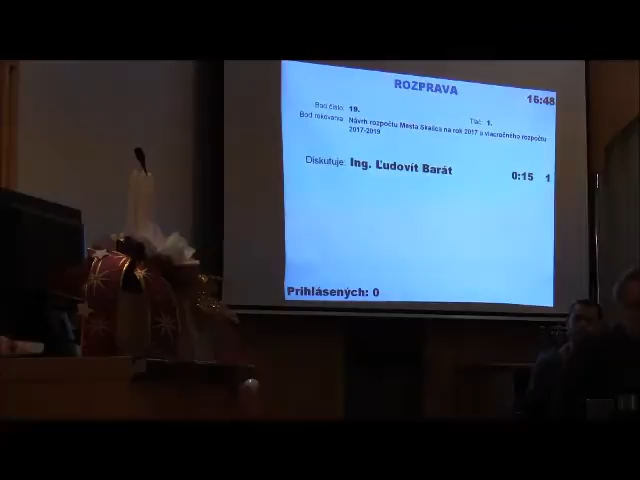 ROZPRAVA
16:48
Bod číslo: 19. Tlač: 1.
Bod rokovania: Návrh rozpočtu Mesta Skalica na rok 2017 a viacročného rozpočtu
2017-2019
Diskutuje: Ing. Ľudovít Barát 0:15 1
Prihlásených: 0